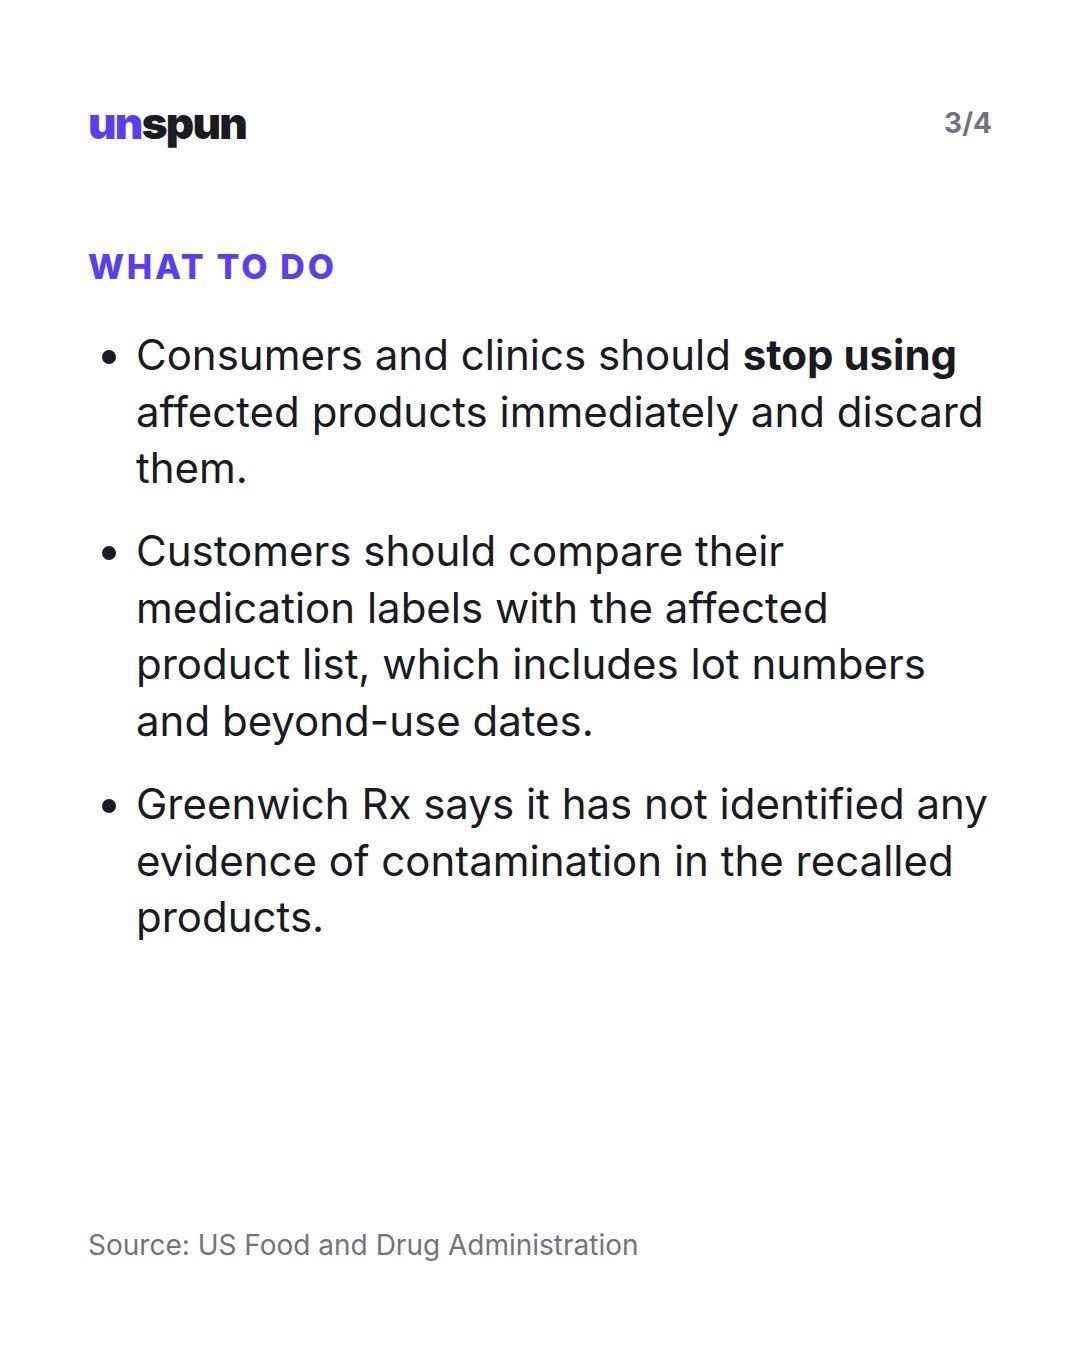 unspun
3/4
WHAT TO DO
• Consumers and clinics should stop using
affected products immediately and discard
them.
• Customers should compare their
medication labels with the affected
product list, which includes lot numbers
and beyond-use dates.
• Greenwich Rx says it has not identified any
evidence of contamination in the recalled
products.
Source: US Food and Drug Administration